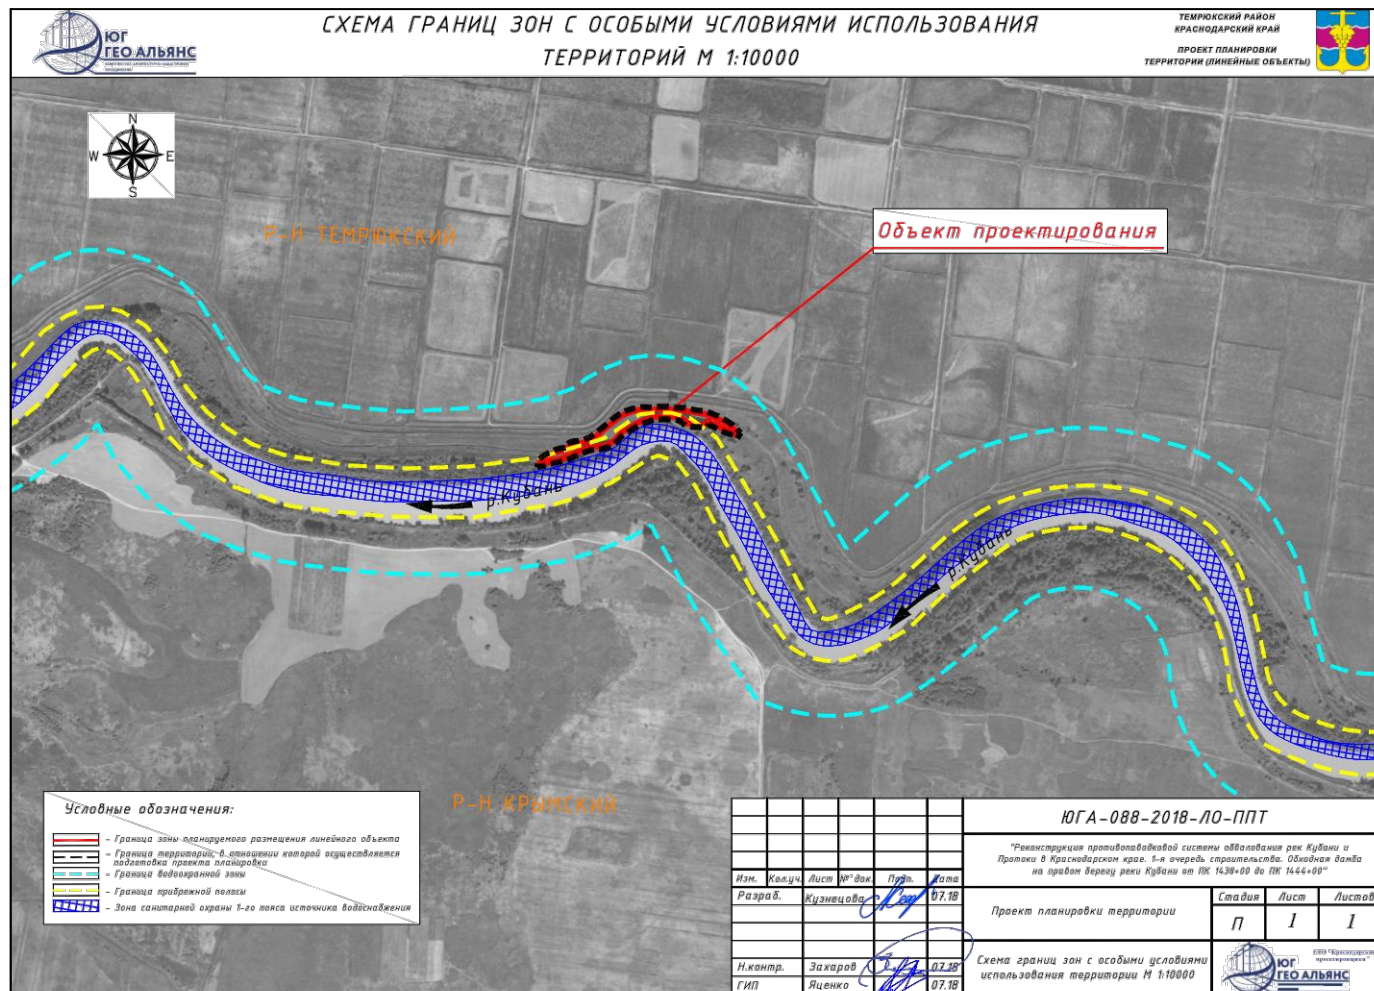 ЮГ
ГЕО АЛЬЯНС
СХЕМА ГРАНИЦ ЗОН С ОСОБЫМИ УСЛОВИЯМИ ИСПОЛЬЗОВАНИЯ
ТЕРРИТОРИЙ М 1:10000
ТЕМРЮКСКИЙ РАЙОН
КРАСНОДАРСКИЙ КРАЙ
ПРОЕКТ ПЛАНИРОВКИ
ТЕРРИТОРИИ (ЛИНЕЙНЫЕ ОБЪЕКТЫ)
N
W E
S
Р-Н ТЕМРЮКСКИЙ
Объект проектирования
р.Кубань
р.Кубань
Р-Н КРЫМСКИЙ
Условные обозначения:
- Граница зоны планируемого размещения линейного объекта
- Граница территории, в отношении которой осуществляется
подготовка проекта планировки
- Граница водоохранной зоны
- Граница прибрежной полосы
- Зона санитарной охраны 1-го пояса источника водоснабжения
ЮГА-088-2018-ЛО-ППТ
"Реконструкция противопаводковой системы обвалования рек Кубани и
Протоки в Краснодарском крае. 1-я очередь строительства. Обходная дамба
на правом берегу реки Кубани от ПК 1438+00 до ПК 1444+00"
Изм. Кол.уч. Лист №док. Подп. Дата
Разраб. Кузнецова 07.18
Проект планировки территории
Стадия Лист Листов
П 1 1
Н.контр. Захаров 07.18
ГИП Яценко 07.18
Схема границ зон с особыми условиями
использования территории М 1:10000
ЮГ
ГЕО АЛЬЯНС